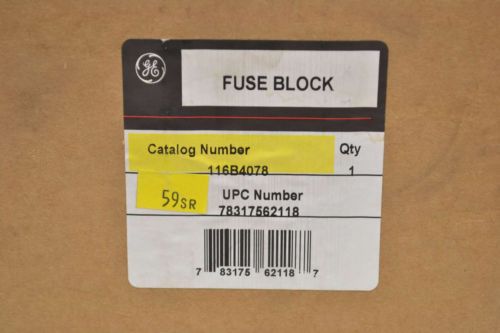 GE
FUSE BLOCK
Catalog Number Qty
116B4078 1
59SR
UPC Number
78317562118
7 83175 62118 7